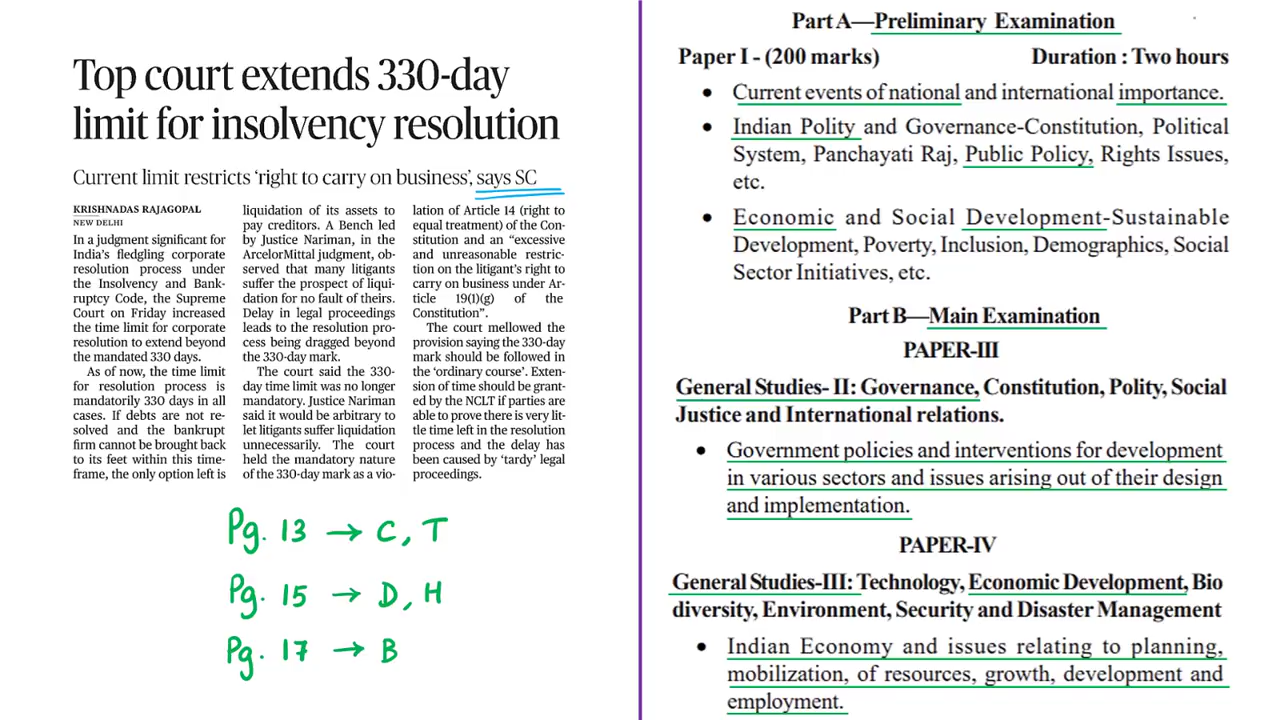 Top court extends 330-day
limit for insolvency resolution
Current limit restricts ‘right to carry on business’, says SC
KRISHNADAS RAJAGOPAL
NEW DELHI
In a judgment significant for
India’s fledgling corporate
resolution process under
the Insolvency and Bank-
ruptcy Code, the Supreme
Court on Friday increased
the time limit for corporate
resolution to extend beyond
the mandated 330 days.
As of now, the time limit
for resolution process is
mandatorily 330 days in all
cases. If debts are not re-
solved and the bankrupt
firm cannot be brought back
to its feet within this time-
frame, the only option left is
liquidation of its assets to
pay creditors. A Bench led
by Justice Nariman, in the
ArcelorMittal judgment, ob-
served that many litigants
suffer the prospect of liqui-
dation for no fault of theirs.
Delay in legal proceedings
leads to the resolution pro-
cess being dragged beyond
the 330-day mark.
The court said the 330-
day time limit was no longer
mandatory. Justice Nariman
said it would be arbitrary to
let litigants suffer liquidation
unnecessarily. The court
held the mandatory nature
of the 330-day mark as a vio-
lation of Article 14 (right to
equal treatment) of the Con-
stitution and an “excessive
and unreasonable restric-
tion on the litigant’s right to
carry on business under Ar-
ticle 19(1)(g) of the
Constitution”.
The court mellowed the
provision saying the 330-day
mark should be followed in
the ‘ordinary course’. Exten-
sion of time should be grant-
ed by the NCLT if parties are
able to prove there is very lit-
tle time left in the resolution
process and the delay has
been caused by ‘tardy’ legal
proceedings.
Pg. 13 → C, T
Pg. 15 → D, H
Pg. 17 → B
Part A—Preliminary Examination
Paper I - (200 marks) Duration : Two hours
• Current events of national and international importance.
• Indian Polity and Governance-Constitution, Political
System, Panchayati Raj, Public Policy, Rights Issues,
etc.
• Economic and Social Development-Sustainable
Development, Poverty, Inclusion, Demographics, Social
Sector Initiatives, etc.
Part B—Main Examination
PAPER-III
General Studies- II: Governance, Constitution, Polity, Social
Justice and International relations.
• Government policies and interventions for development
in various sectors and issues arising out of their design
and implementation.
PAPER-IV
General Studies-III: Technology, Economic Development, Bio
diversity, Environment, Security and Disaster Management
• Indian Economy and issues relating to planning,
mobilization, of resources, growth, development and
employment.